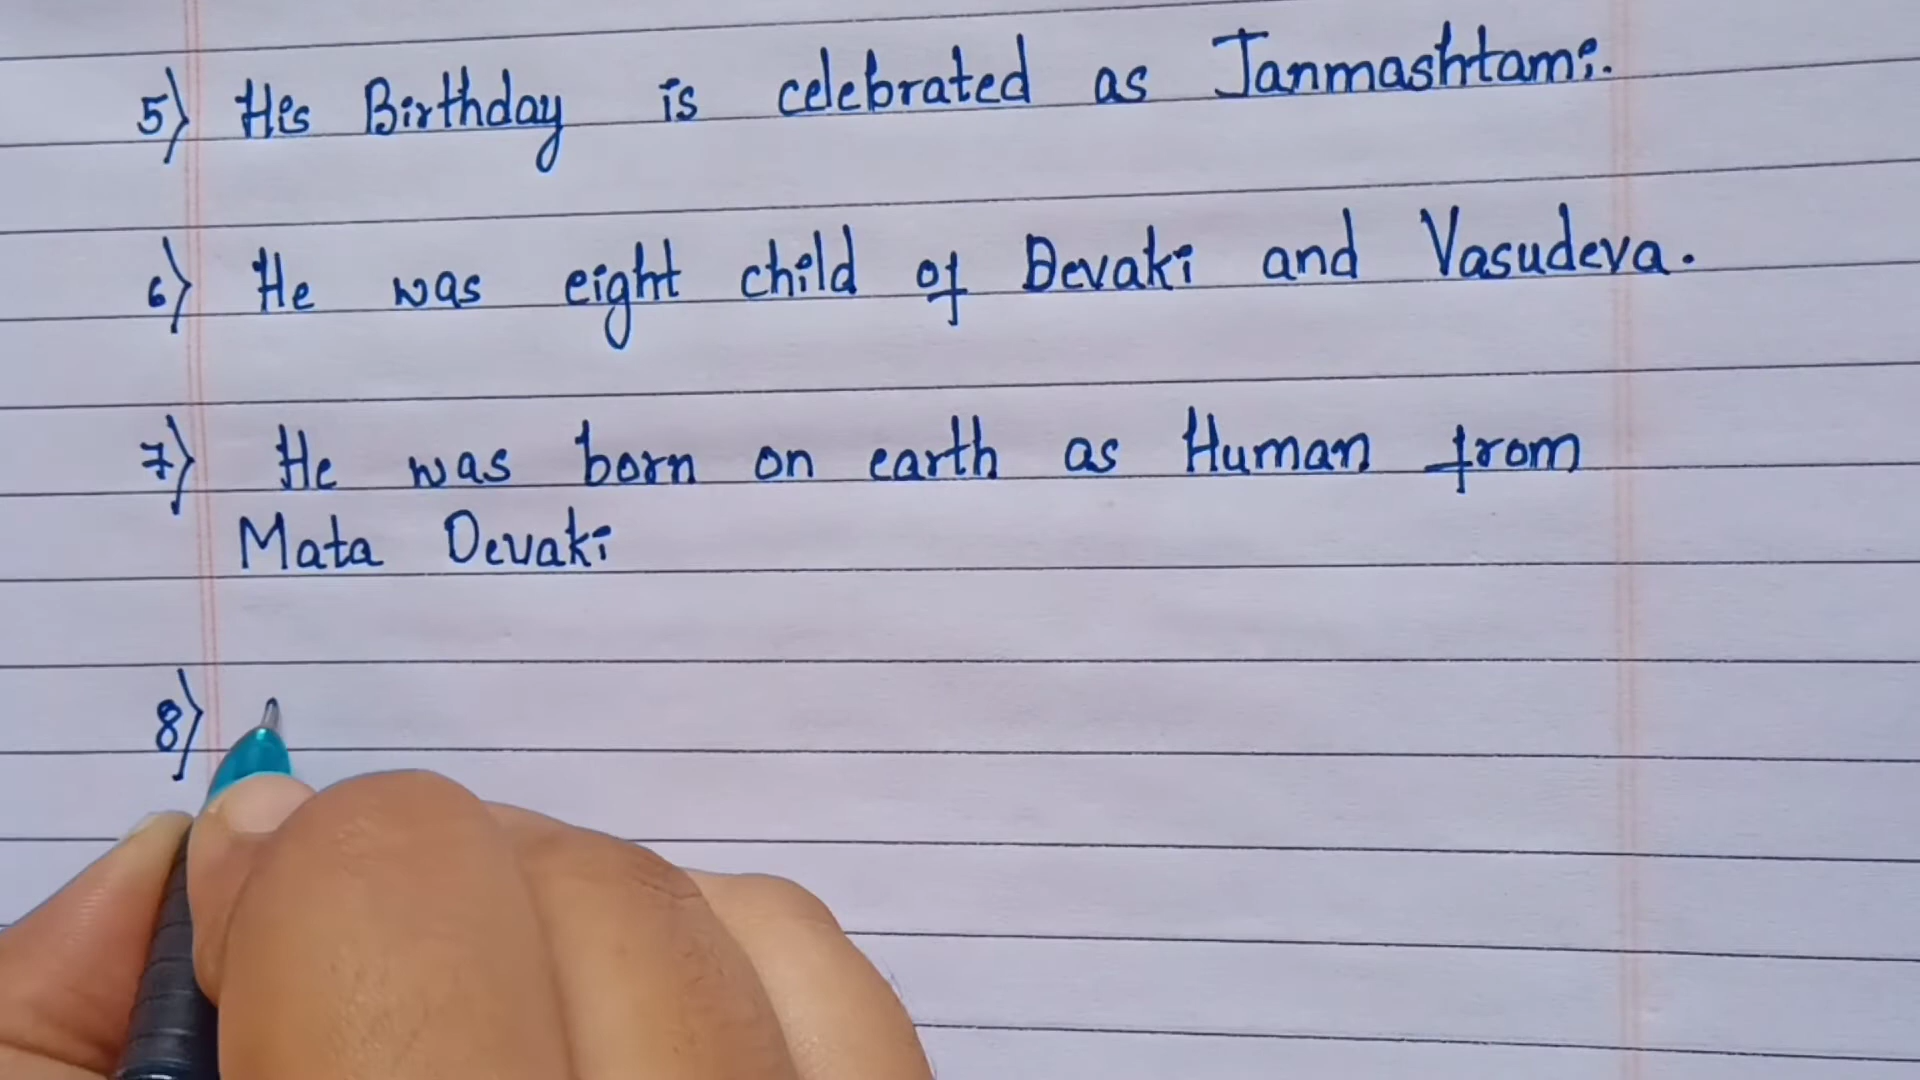 5) His Birthday is celebrated as Janmashtami.
6) He was eight child of Devaki and Vasudeva.
7) He was born on earth as Human from
Mata Devaki
8)